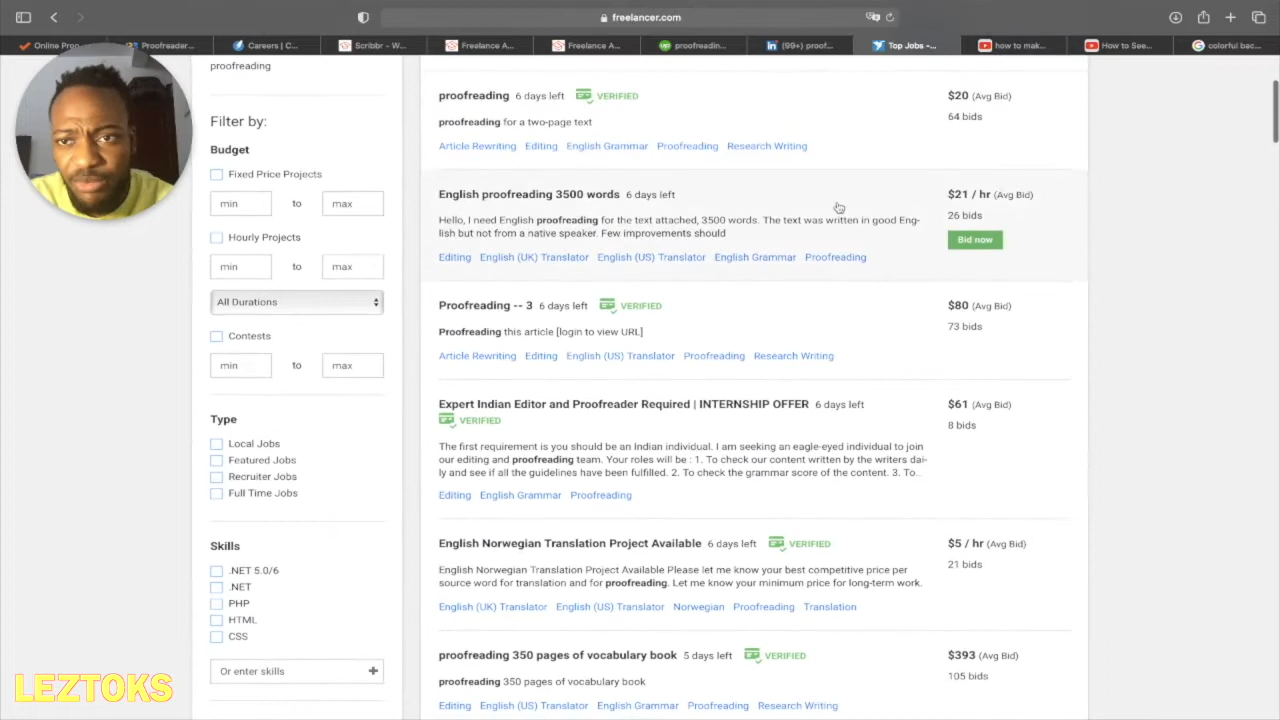 freelancer.com
Online Pro
Proofreader
Careers | C...
Scribbr – W...
Freelance A...
Freelance A...
proofreadin...
(99+) proof...
Top Jobs –...
how to mak...
How to See...
colorful bac...
proofreading
Filter by:
Budget
Fixed Price Projects
min to max
Hourly Projects
min to max
All Durations
Contests
min to max
Type
Local Jobs
Featured Jobs
Recruiter Jobs
Full Time Jobs
Skills
.NET 5.0/6
.NET
PHP
HTML
CSS
Or enter skills +
proofreading 6 days left VERIFIED
$20 (Avg Bid)
64 bids
proofreading for a two-page text
Article Rewriting Editing English Grammar Proofreading Research Writing
English proofreading 3500 words 6 days left
$21 / hr (Avg Bid)
26 bids
Bid now
Hello, I need English proofreading for the text attached, 3500 words. The text was written in good Eng-
lish but not from a native speaker. Few improvements should
Editing English (UK) Translator English (US) Translator English Grammar Proofreading
Proofreading -- 3 6 days left VERIFIED
$80 (Avg Bid)
73 bids
Proofreading this article [login to view URL]
Article Rewriting Editing English (US) Translator Proofreading Research Writing
Expert Indian Editor and Proofreader Required | INTERNSHIP OFFER 6 days left
VERIFIED
$61 (Avg Bid)
8 bids
The first requirement is you should be an Indian individual. I am seeking an eagle-eyed individual to join
our editing and proofreading team. Your roles will be : 1. To check our content written by the writers dai-
ly and see if all the guidelines have been fulfilled. 2. To check the grammar score of the content. 3. To...
Editing English Grammar Proofreading
English Norwegian Translation Project Available 6 days left VERIFIED
$5 / hr (Avg Bid)
21 bids
English Norwegian Translation Project Available Please let me know your best competitive price per
source word for translation and for proofreading. Let me know your minimum price for long-term work.
English (UK) Translator English (US) Translator Norwegian Proofreading Translation
proofreading 350 pages of vocabulary book 5 days left VERIFIED
$393 (Avg Bid)
105 bids
proofreading 350 pages of vocabulary book
Editing English (US) Translator English Grammar Proofreading Research Writing
LEZTOKS